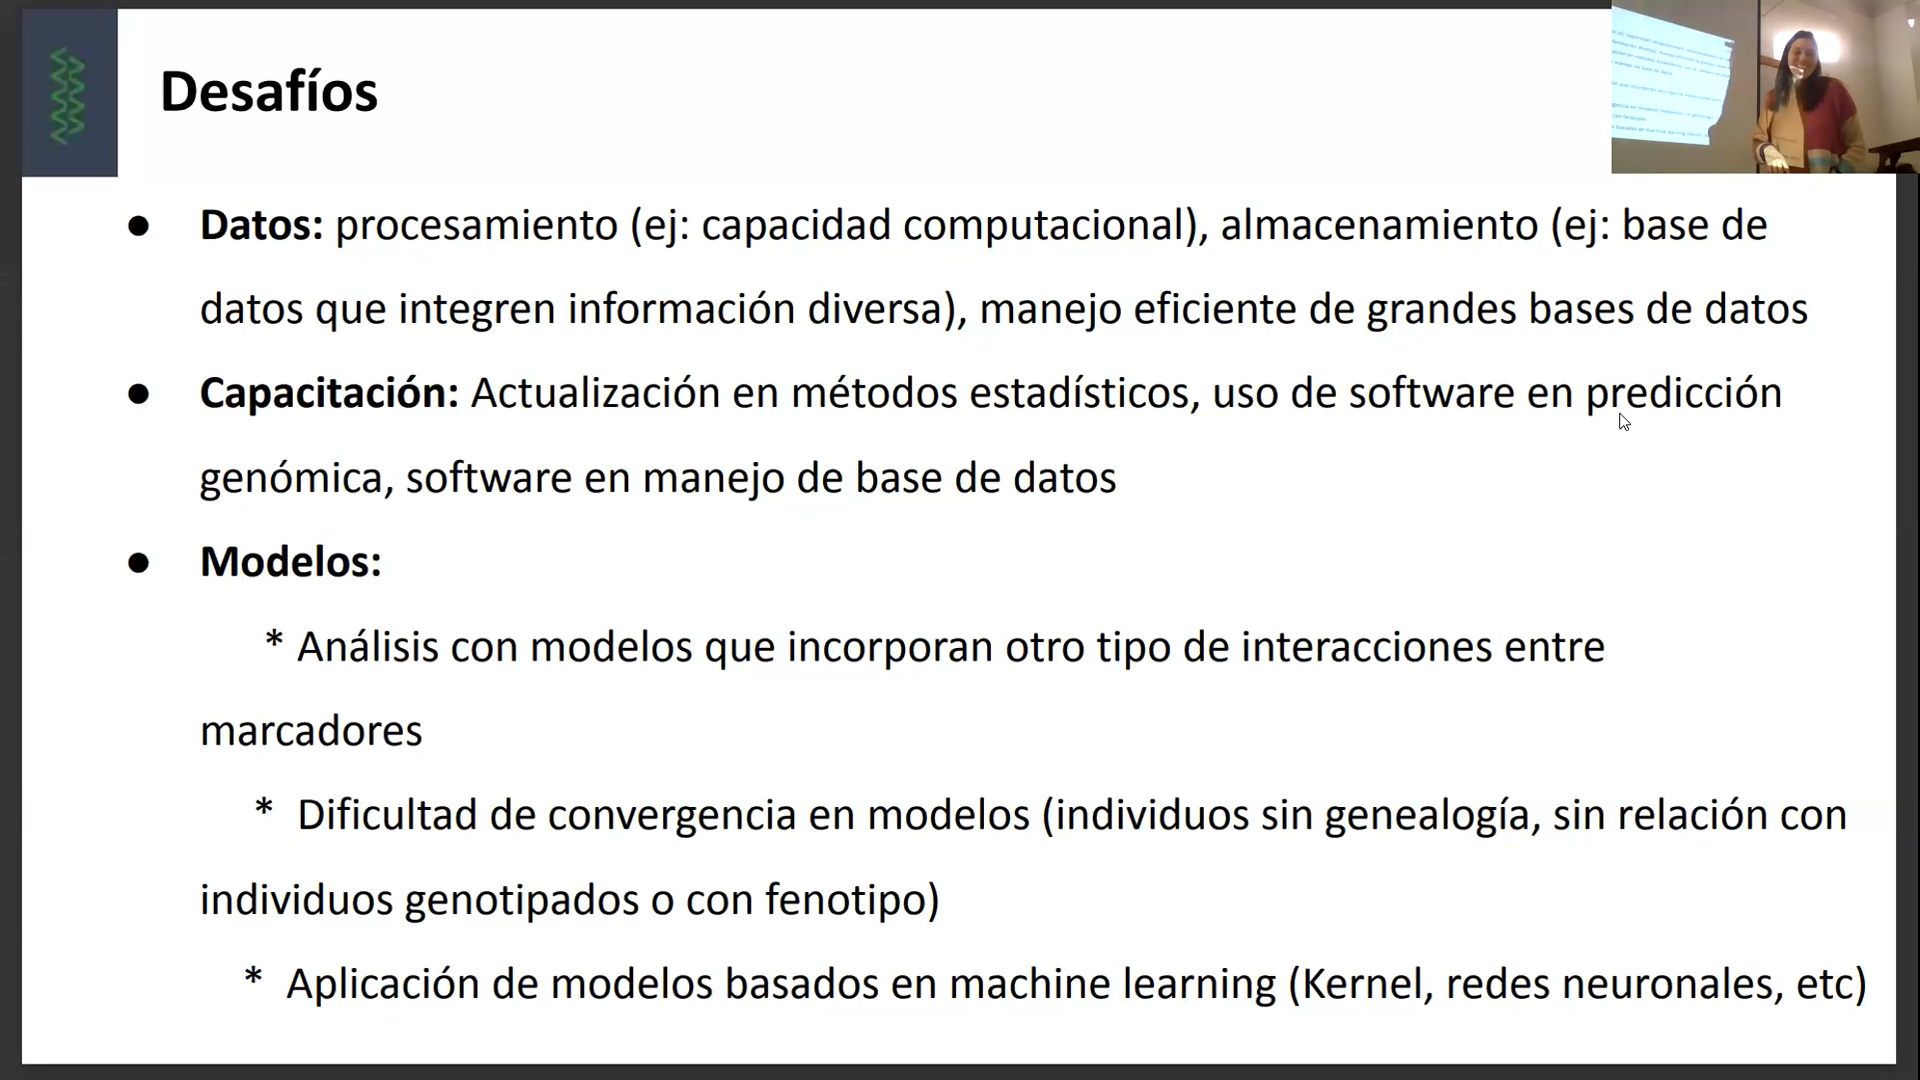 Desafíos
● Datos: procesamiento (ej: capacidad computacional), almacenamiento (ej: base de
datos que integren información diversa), manejo eficiente de grandes bases de datos
● Capacitación: Actualización en métodos estadísticos, uso de software en predicción
genómica, software en manejo de base de datos
● Modelos:
* Análisis con modelos que incorporan otro tipo de interacciones entre
marcadores
* Dificultad de convergencia en modelos (individuos sin genealogía, sin relación con
individuos genotipados o con fenotipo)
* Aplicación de modelos basados en machine learning (Kernel, redes neuronales, etc)